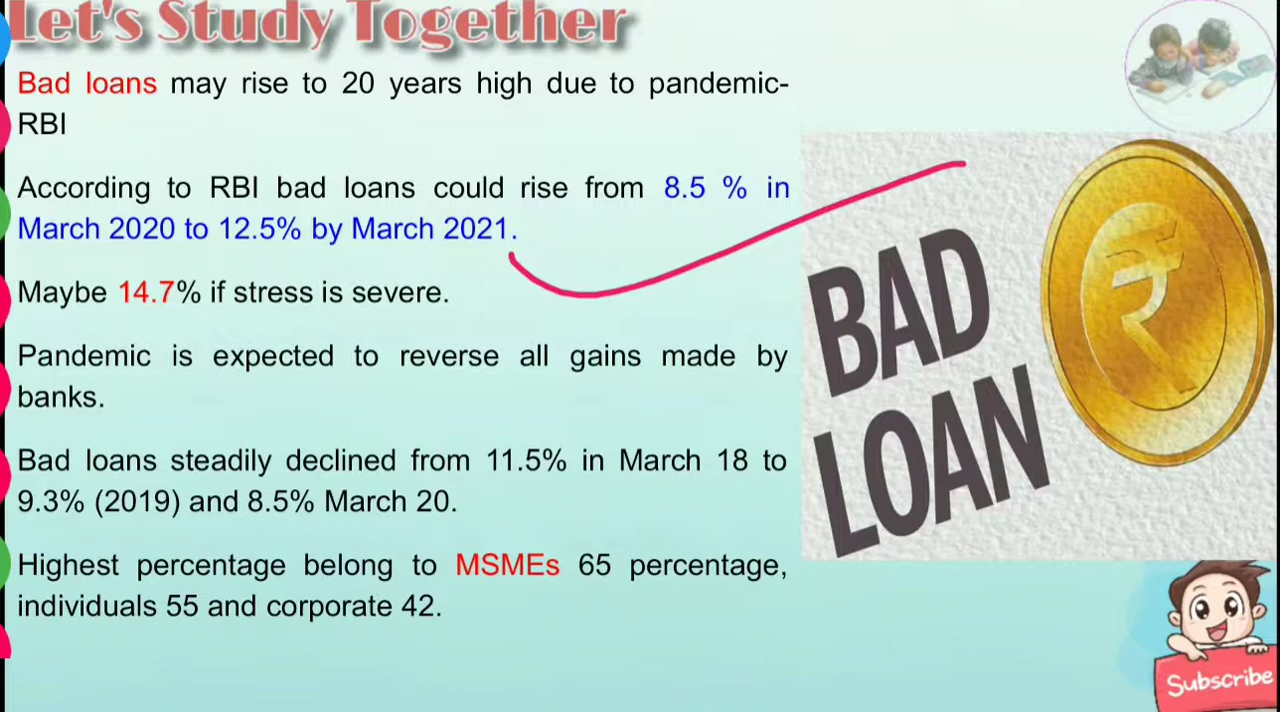 Let's Study Together
Bad loans may rise to 20 years high due to pandemic-
RBI
According to RBI bad loans could rise from 8.5 % in
March 2020 to 12.5% by March 2021.
Maybe 14.7% if stress is severe.
Pandemic is expected to reverse all gains made by
banks.
Bad loans steadily declined from 11.5% in March 18 to
9.3% (2019) and 8.5% March 20.
Highest percentage belong to MSMEs 65 percentage,
individuals 55 and corporate 42.
BAD
LOAN
₹
Subscribe